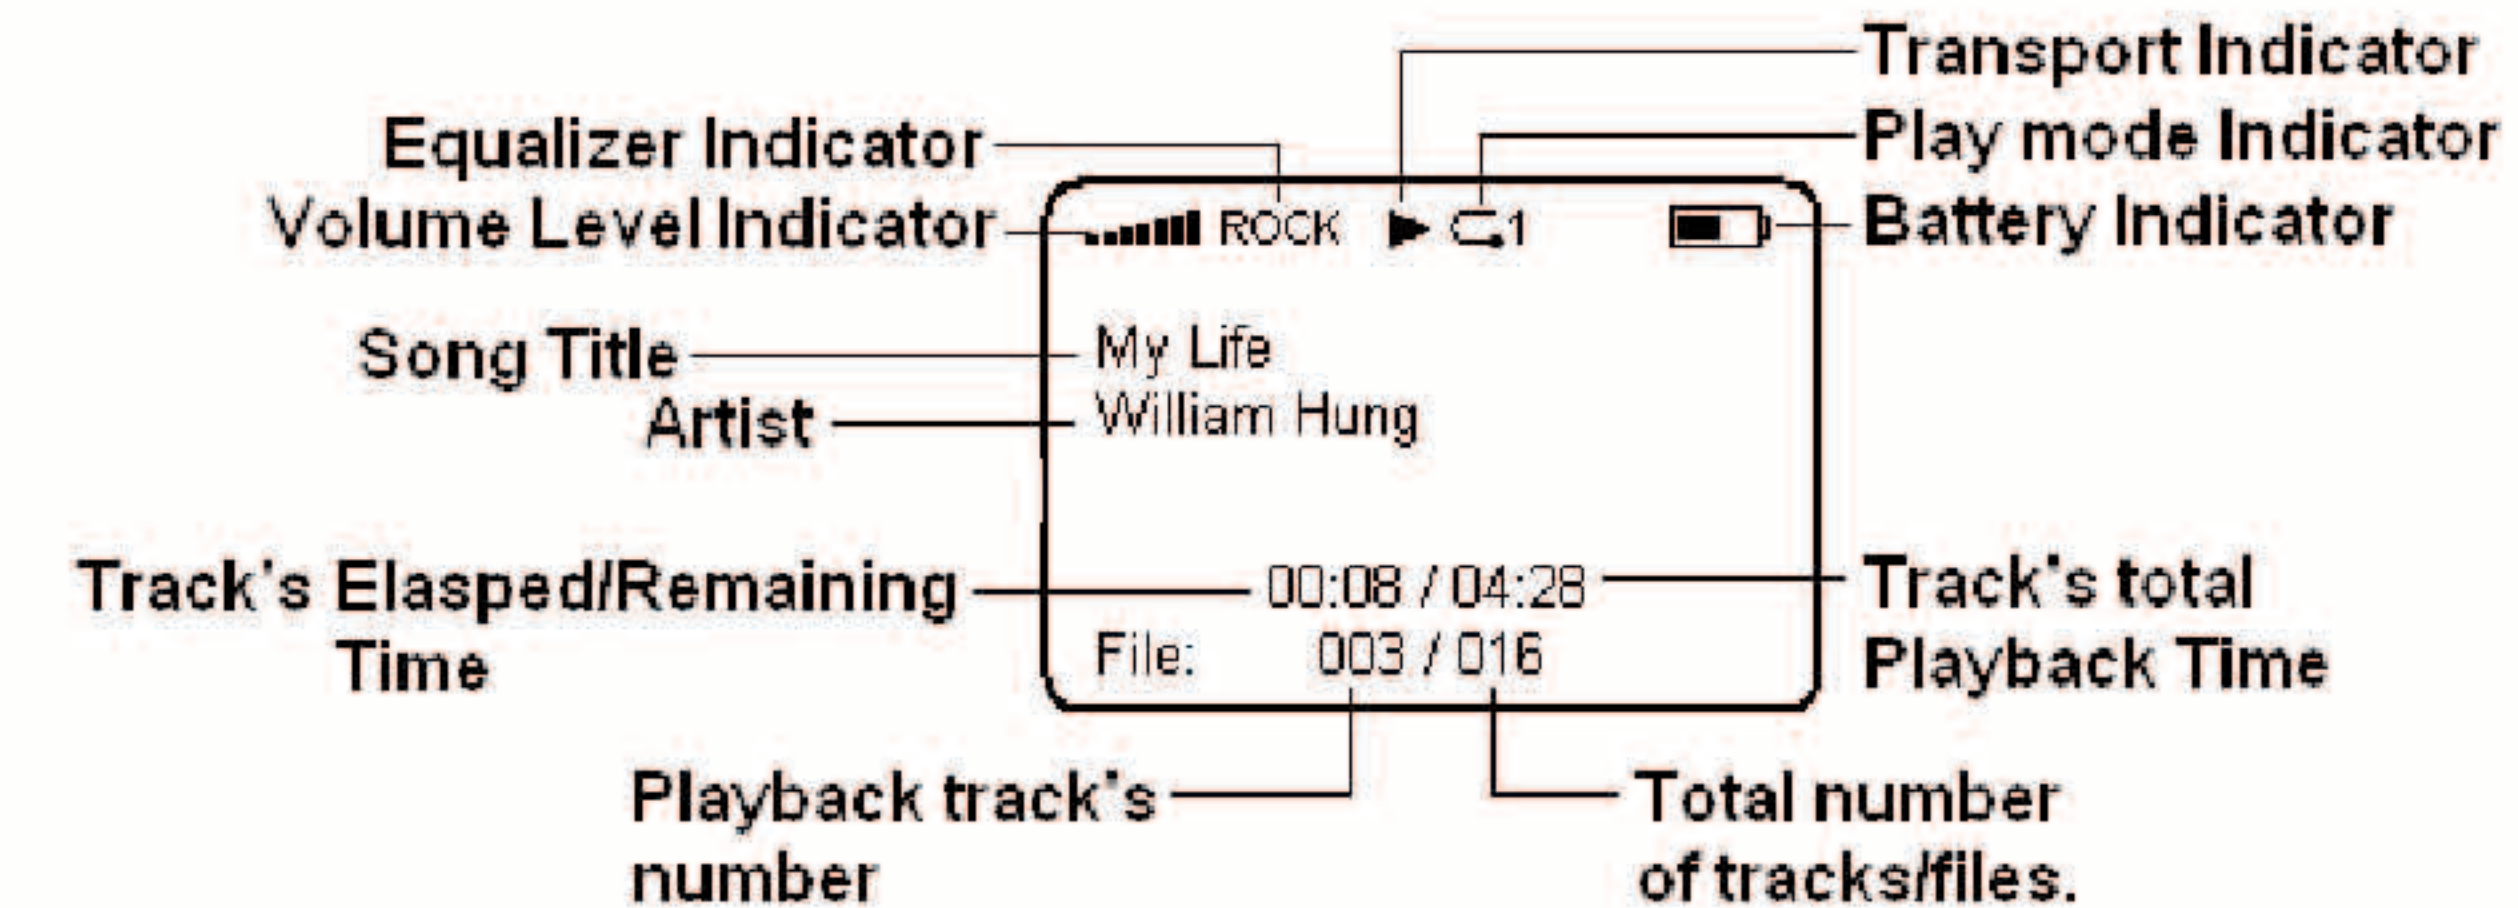 Transport Indicator
Equalizer Indicator
Play mode Indicator
Volume Level Indicator
ROCK
1
Battery Indicator
Song Title
My Life
Artist
William Hung
Track's Elasped/Remaining
Time
00:08 / 04:28
Track's total
Playback Time
File: 003 / 016
Playback track's
number
Total number
of tracks/files.